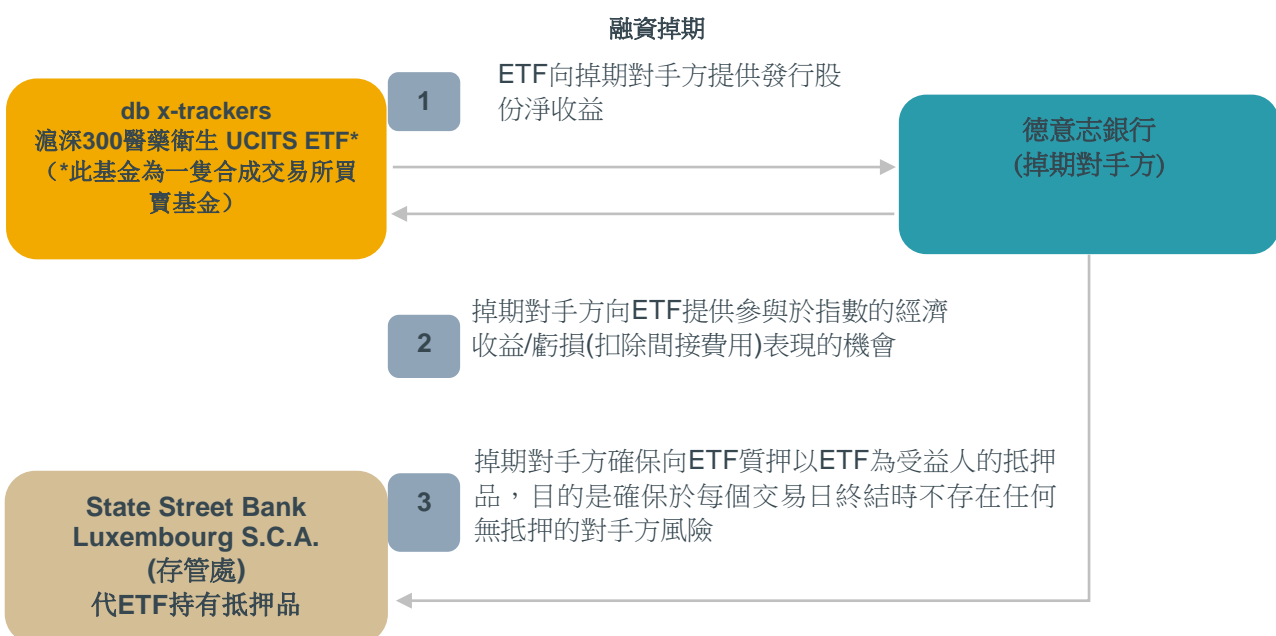 融資掉期
db x-trackers
滬深300醫藥衛生 UCITS ETF*
（*此基金為一隻合成交易所買
賣基金）
1
ETF向掉期對手方提供發行股
份淨收益
德意志銀行
(掉期對手方)
2
掉期對手方向ETF提供參與於指數的經濟
收益/虧損(扣除間接費用)表現的機會
State Street Bank
Luxembourg S.C.A.
(存管處)
代ETF持有抵押品
3
掉期對手方確保向ETF質押以ETF為受益人的抵押
品，目的是確保於每個交易日終結時不存在任何
無抵押的對手方風險